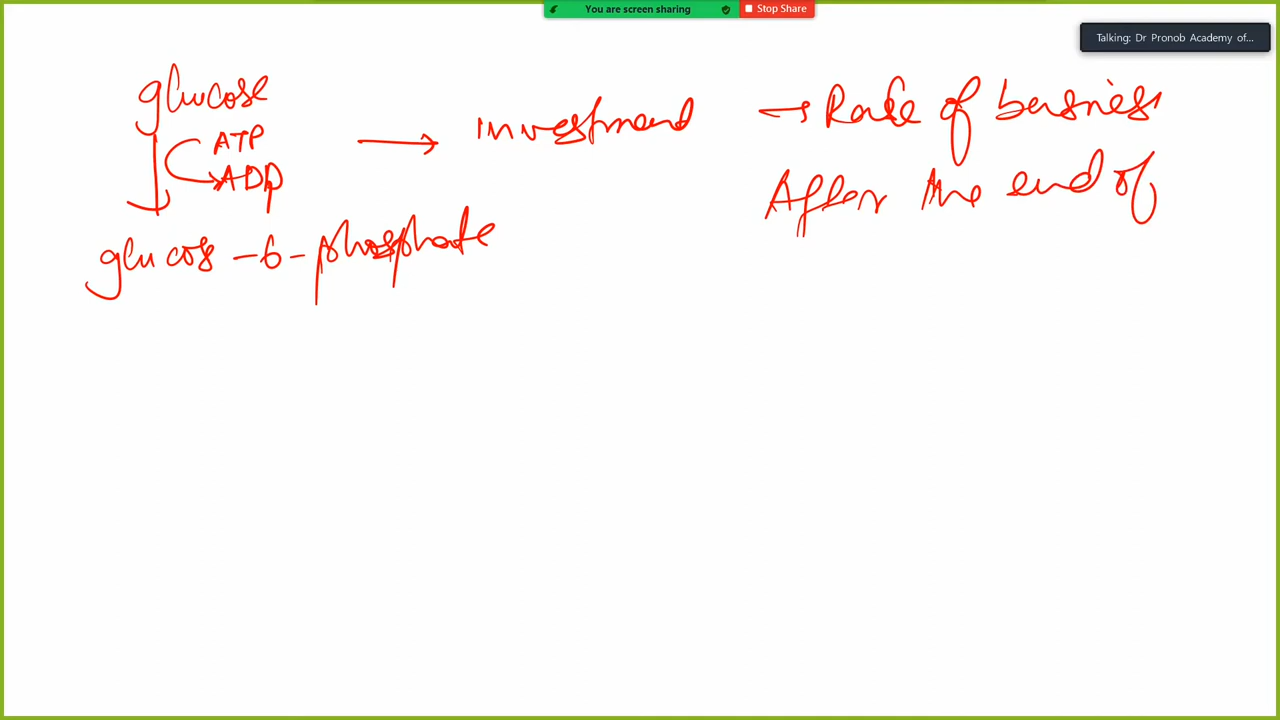 You are screen sharing
Stop Share
Talking: Dr Pronob Academy of...
glucose
ATP
ADP
→ investment
→ Role of business
After the end of
glucos -6- phosphate